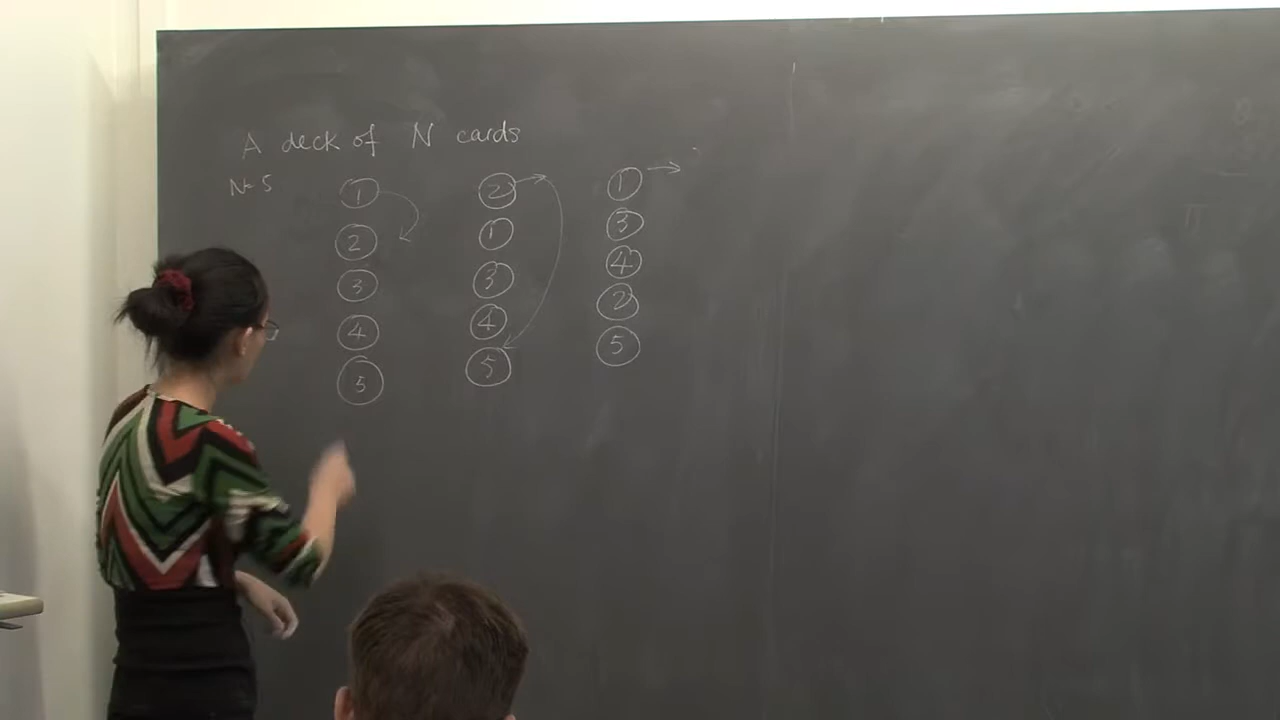 A deck of N cards
N=5
1 2 1
2 1 3
3 3 4
4 4 2
5 5 5